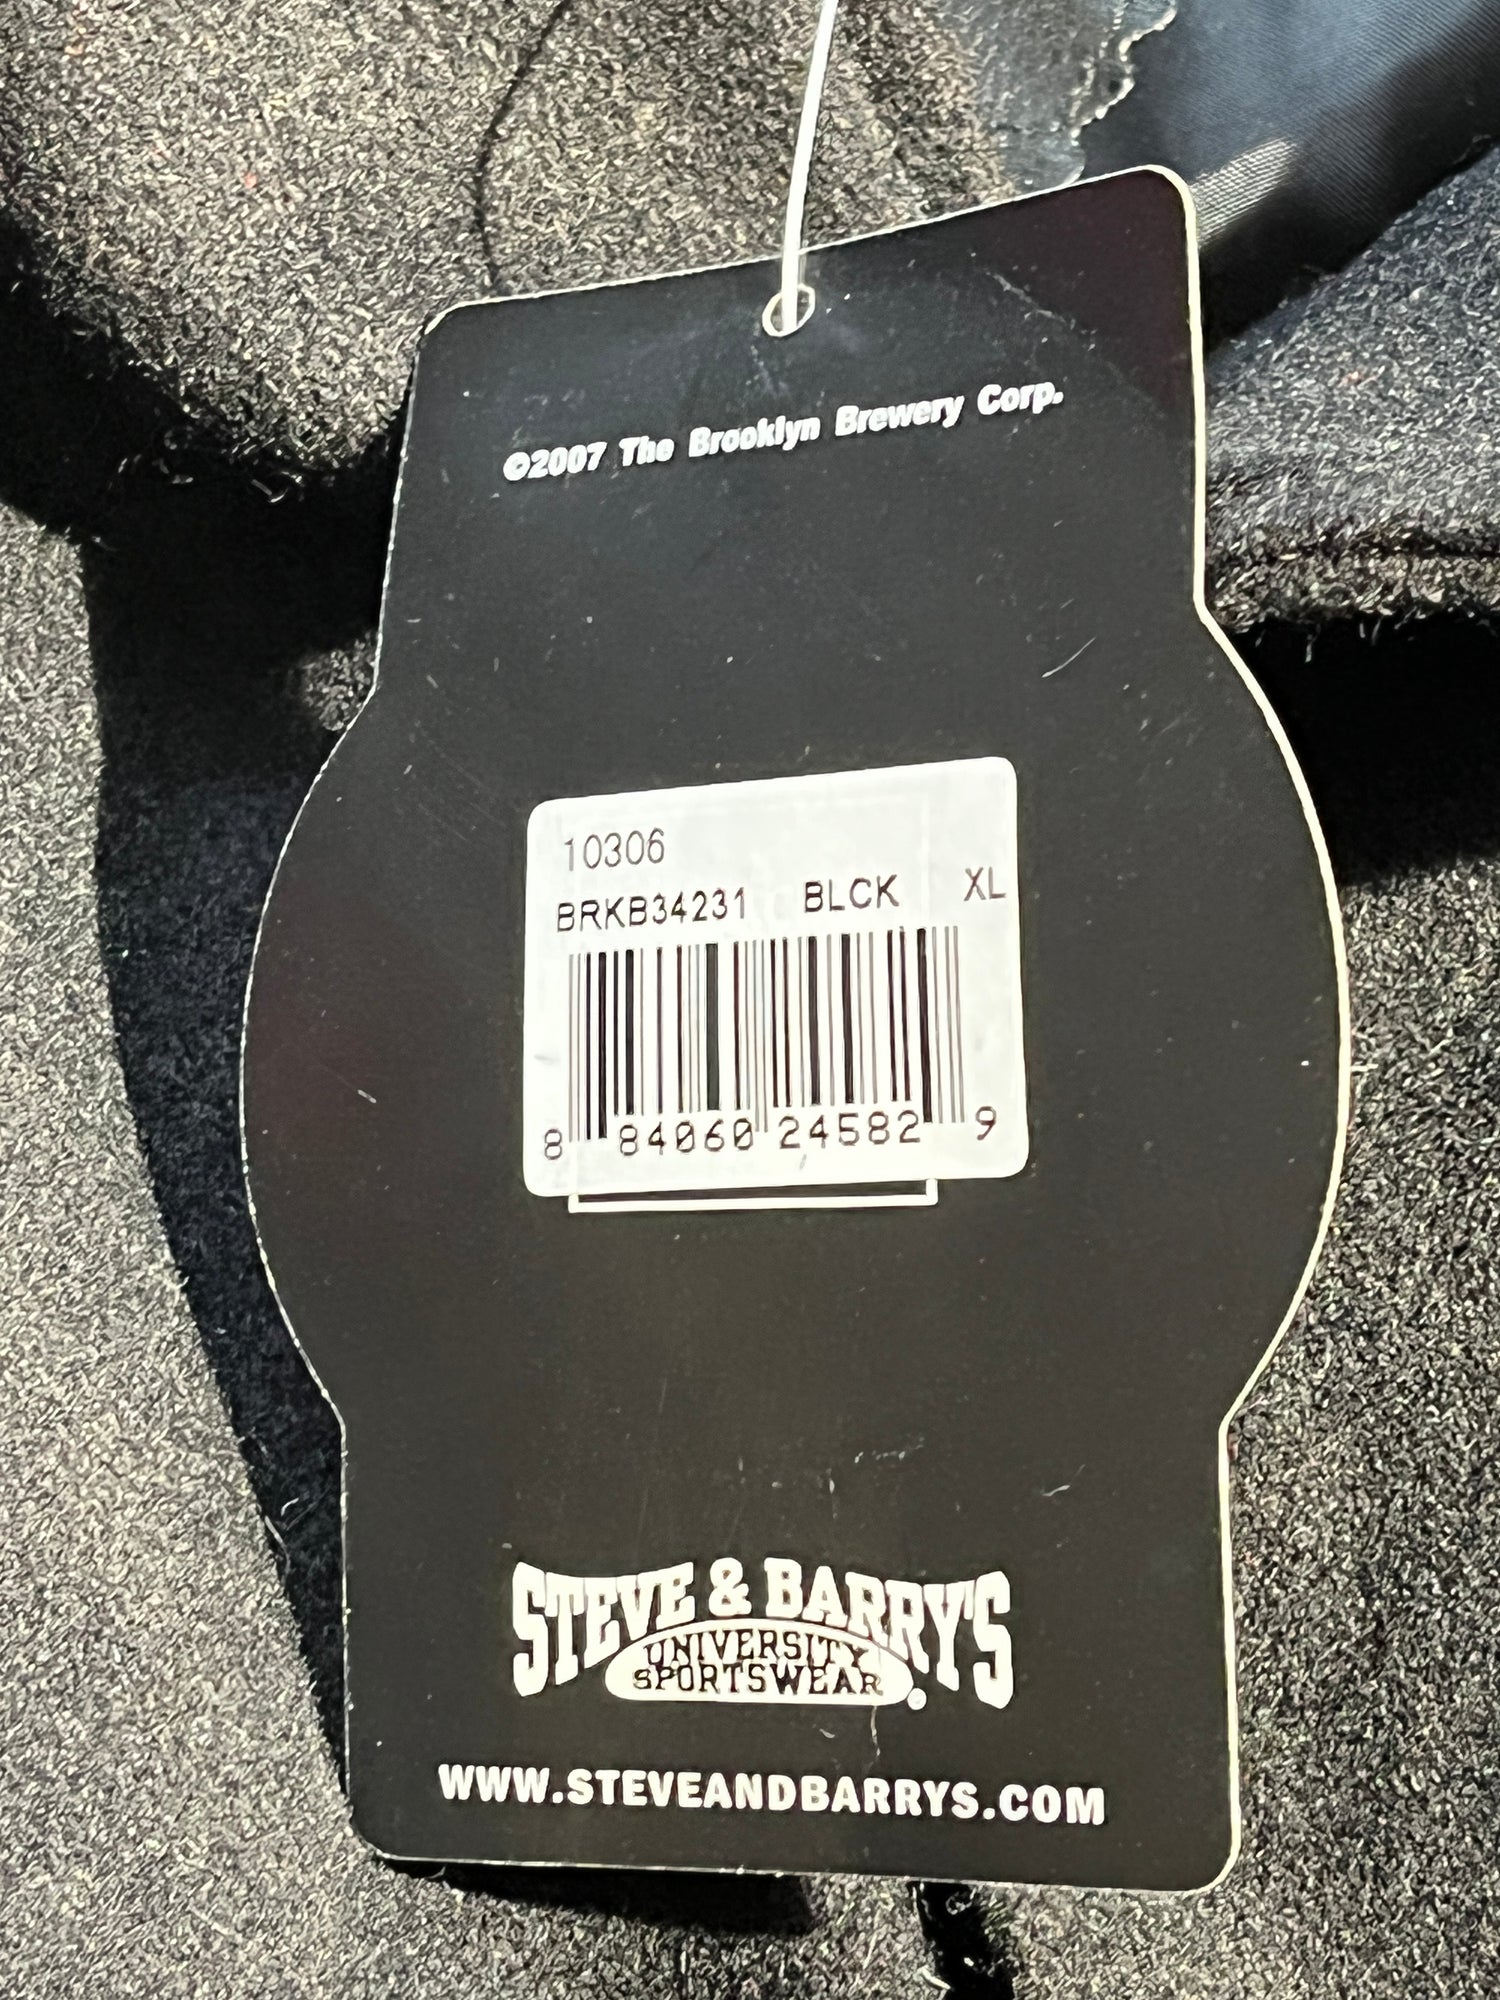 ©2007 The Brooklyn Brewery Corp.
10306
BRKB34231 BLCK XL
8 84060 24582 9
STEVE & BARRY'S
UNIVERSITY
SPORTSWEAR
®
WWW.STEVEANDBARRYS.COM